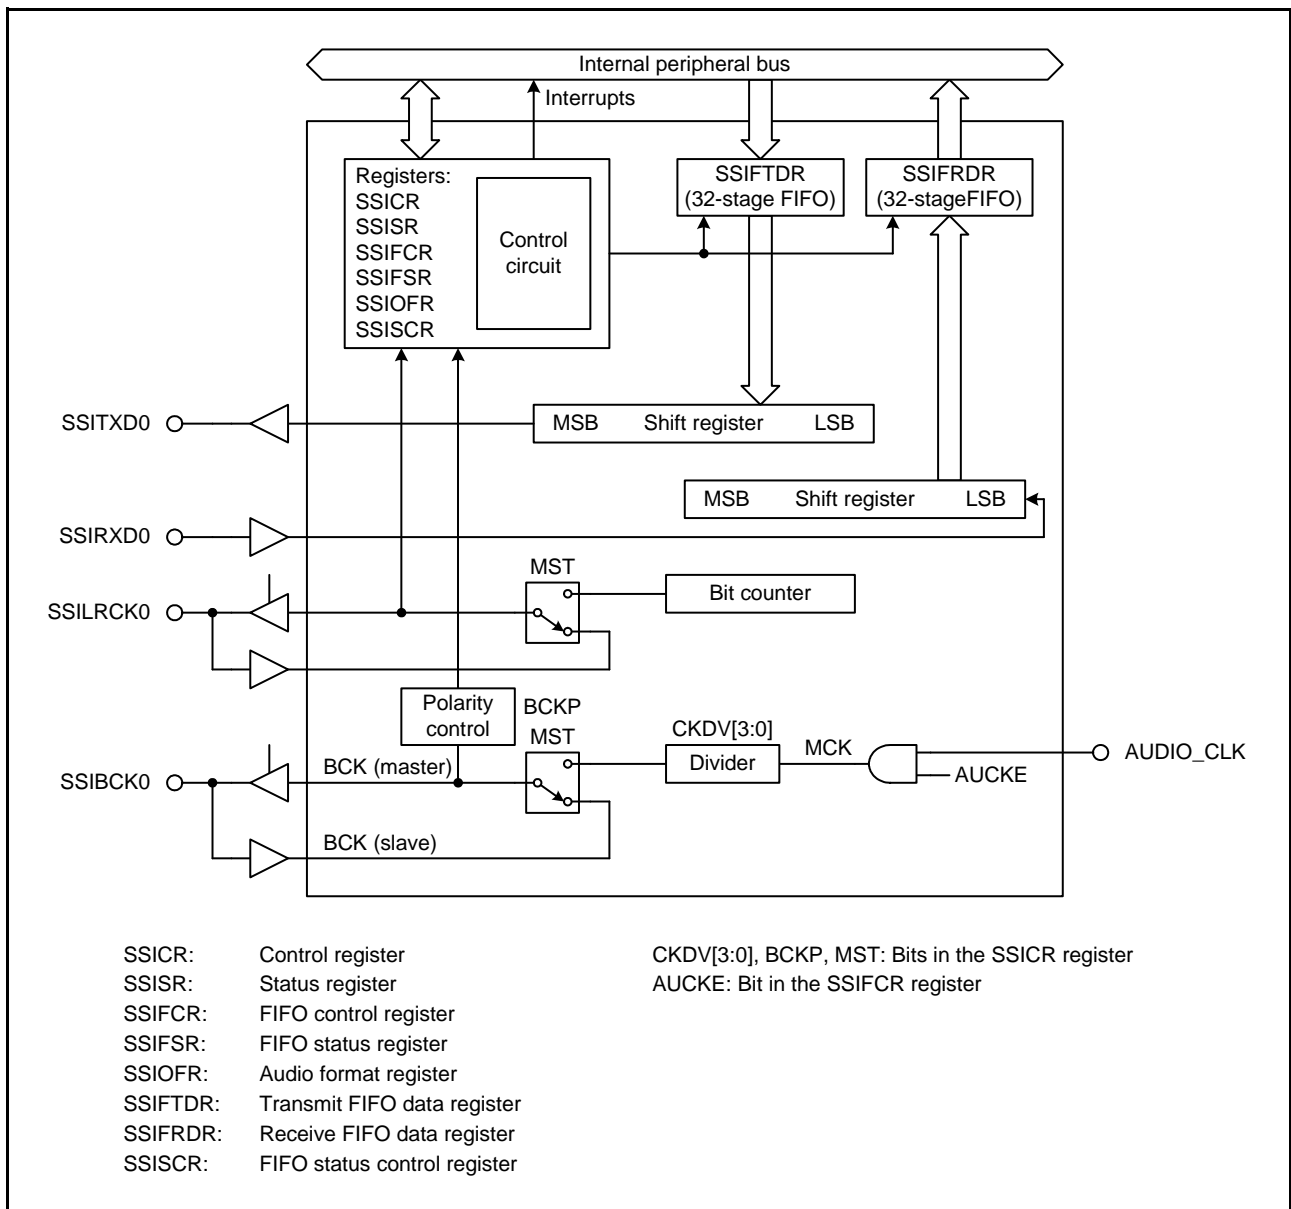 Internal peripheral bus
Interrupts
Registers:
SSICR
SSISR
SSIFCR
SSIFSR
SSIOFR
SSISCR
Control
circuit
SSIFTDR
(32-stage FIFO)
SSIFRDR
(32-stageFIFO)
SSITXD0
MSB Shift register LSB
MSB Shift register LSB
SSIRXD0
MST
Bit counter
SSILRCK0
Polarity
control
BCKP
MST
CKDV[3:0]
Divider
MCK
AUCKE
AUDIO_CLK
SSIBCK0
BCK (master)
BCK (slave)
SSICR: Control register
SSISR: Status register
SSIFCR: FIFO control register
SSIFSR: FIFO status register
SSIOFR: Audio format register
SSIFTDR: Transmit FIFO data register
SSIFRDR: Receive FIFO data register
SSISCR: FIFO status control register
CKDV[3:0], BCKP, MST: Bits in the SSICR register
AUCKE: Bit in the SSIFCR register